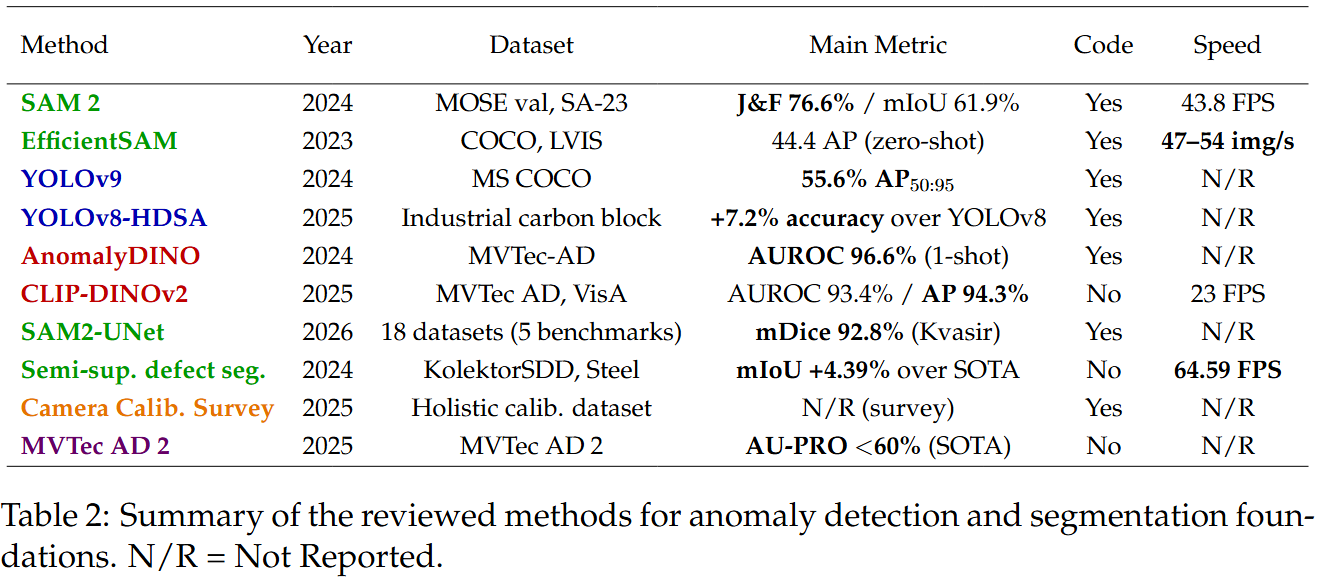 Method Year Dataset Main Metric Code Speed
SAM 2 2024 MOSE val, SA-23 J&F 76.6% / mIoU 61.9% Yes 43.8 FPS
EfficientSAM 2023 COCO, LVIS 44.4 AP (zero-shot) Yes 47–54 img/s
YOLOv9 2024 MS COCO 55.6% AP50:95 Yes N/R
YOLOv8-HDSA 2025 Industrial carbon block +7.2% accuracy over YOLOv8 Yes N/R
AnomalyDINO 2024 MVTec-AD AUROC 96.6% (1-shot) Yes N/R
CLIP-DINOv2 2025 MVTec AD, VisA AUROC 93.4% / AP 94.3% No 23 FPS
SAM2-UNet 2026 18 datasets (5 benchmarks) mDice 92.8% (Kvasir) Yes N/R
Semi-sup. defect seg. 2024 KolektorSDD, Steel mIoU +4.39% over SOTA No 64.59 FPS
Camera Calib. Survey 2025 Holistic calib. dataset N/R (survey) Yes N/R
MVTec AD 2 2025 MVTec AD 2 AU-PRO <60% (SOTA) No N/R
Table 2: Summary of the reviewed methods for anomaly detection and segmentation foun-
dations. N/R = Not Reported.